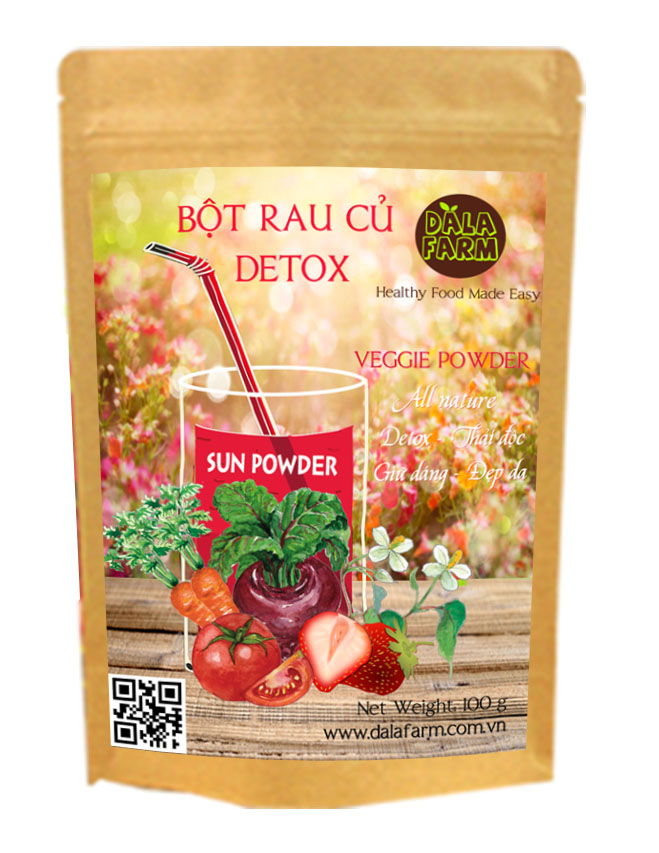 BỘT RAU CỦ
DETOX
DALA
FARM
Healthy Food Made Easy
VEGGIE POWDER
All nature
Detox - Thải độc
Giữ dáng - Đẹp da
SUN POWDER
Net Weight, 100 g
www.dalafarm.com.vn